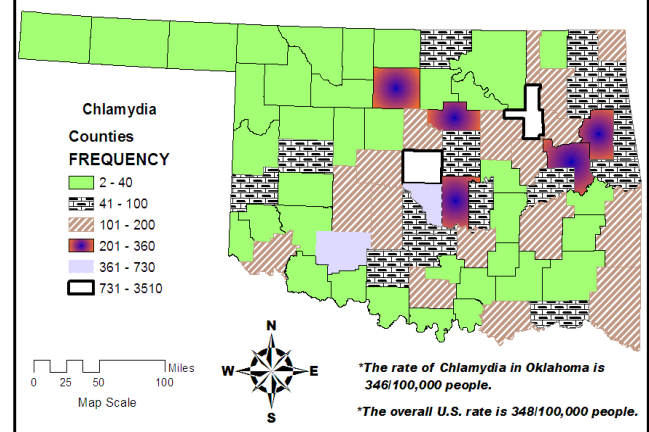 Chlamydia
Counties
FREQUENCY
2 - 40
41 - 100
101 - 200
201 - 360
361 - 730
731 - 3510
N
W
E
S
Miles
0 25 50 100
Map Scale
*The rate of Chlamydia in Oklahoma is
346/100,000 people.
*The overall U.S. rate is 348/100,000 people.